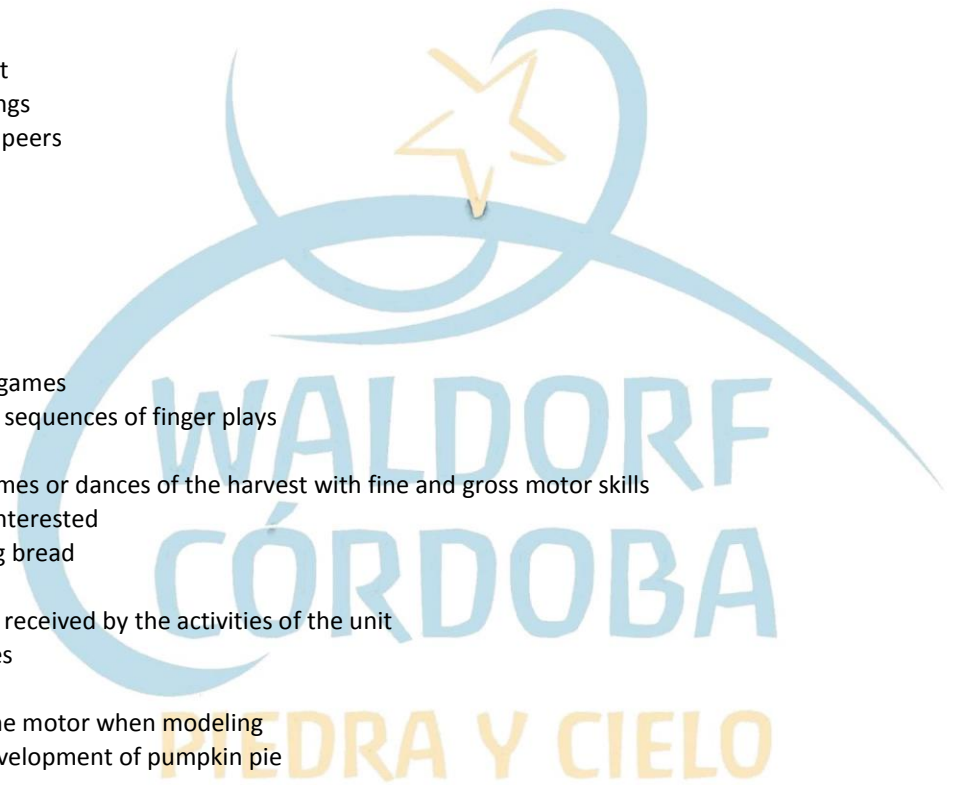 t
ngs
peers
games
sequences of finger plays
mes or dances of the harvest with fine and gross motor skills
nterested
g bread
received by the activities of the unit
es
ne motor when modeling
velopment of pumpkin pie
WALDORF
CÓRDOBA
PIEDRA Y CIELO